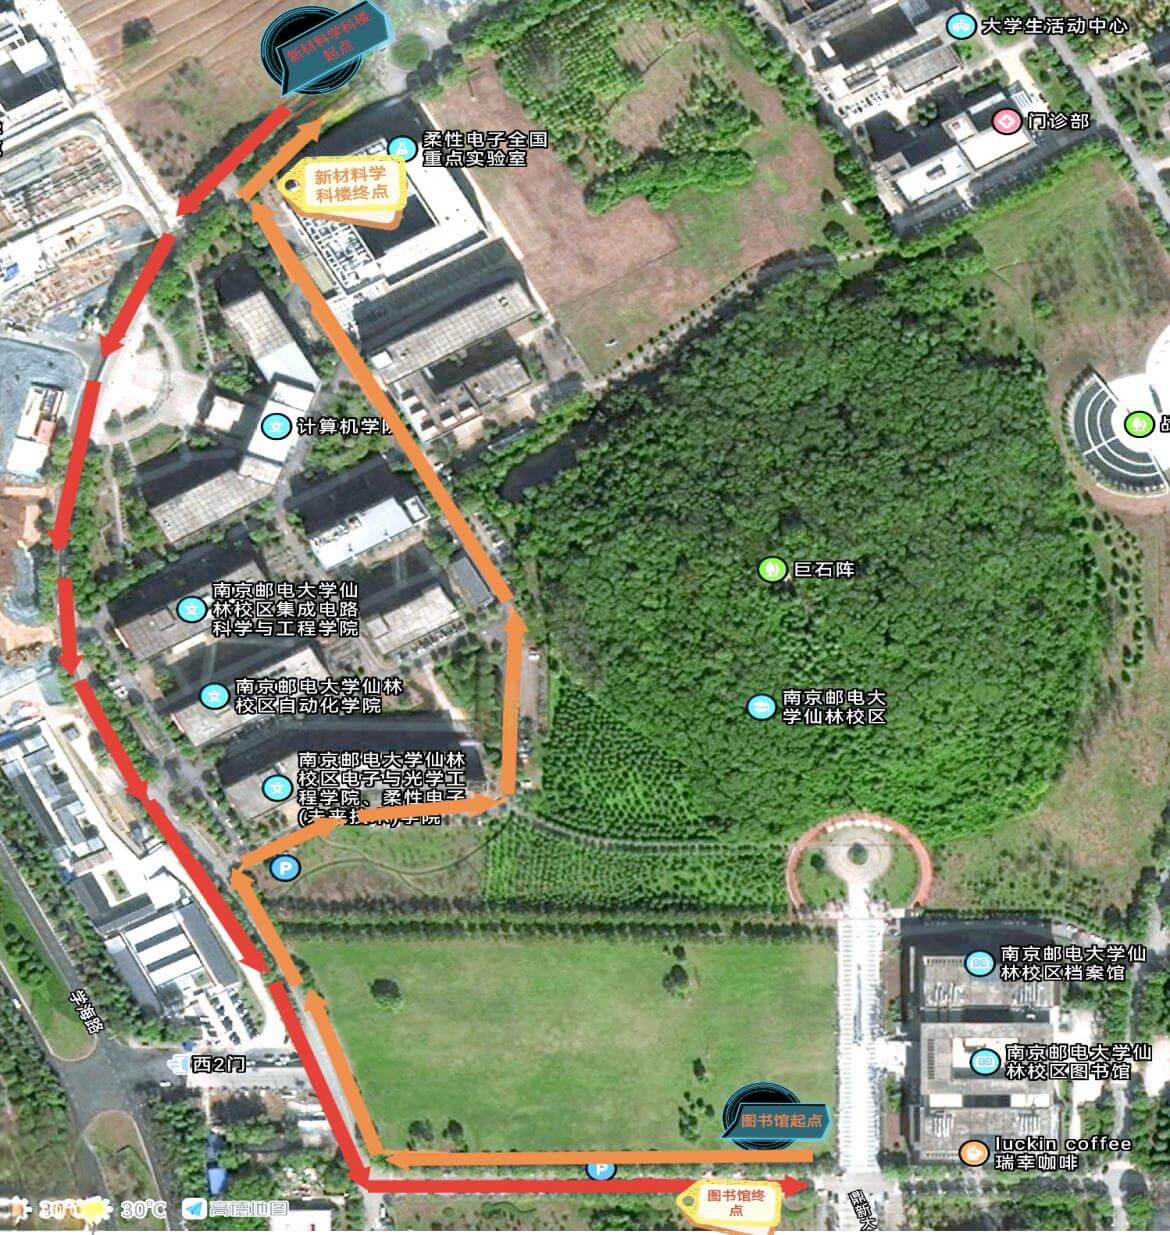 新材料学科楼
起点
大学生活动中心
门诊部
柔性电子全国
重点实验室
新材料学
科楼终点
计算机学院
巨石阵
南京邮电大学仙
林校区集成电路
科学与工程学院
南京邮电大学仙林
校区自动化学院
南京邮电大
学仙林校区
南京邮电大学仙林
校区电子与光学工
程学院、柔性电子
(未来技术)学院
P
南京邮电大学仙
林校区档案馆
学海路
西2门
南京邮电大学仙
林校区图书馆
图书馆起点
luckin coffee
瑞幸咖啡
P
图书馆终
点
鼎新大
30℃
30℃
高德地图